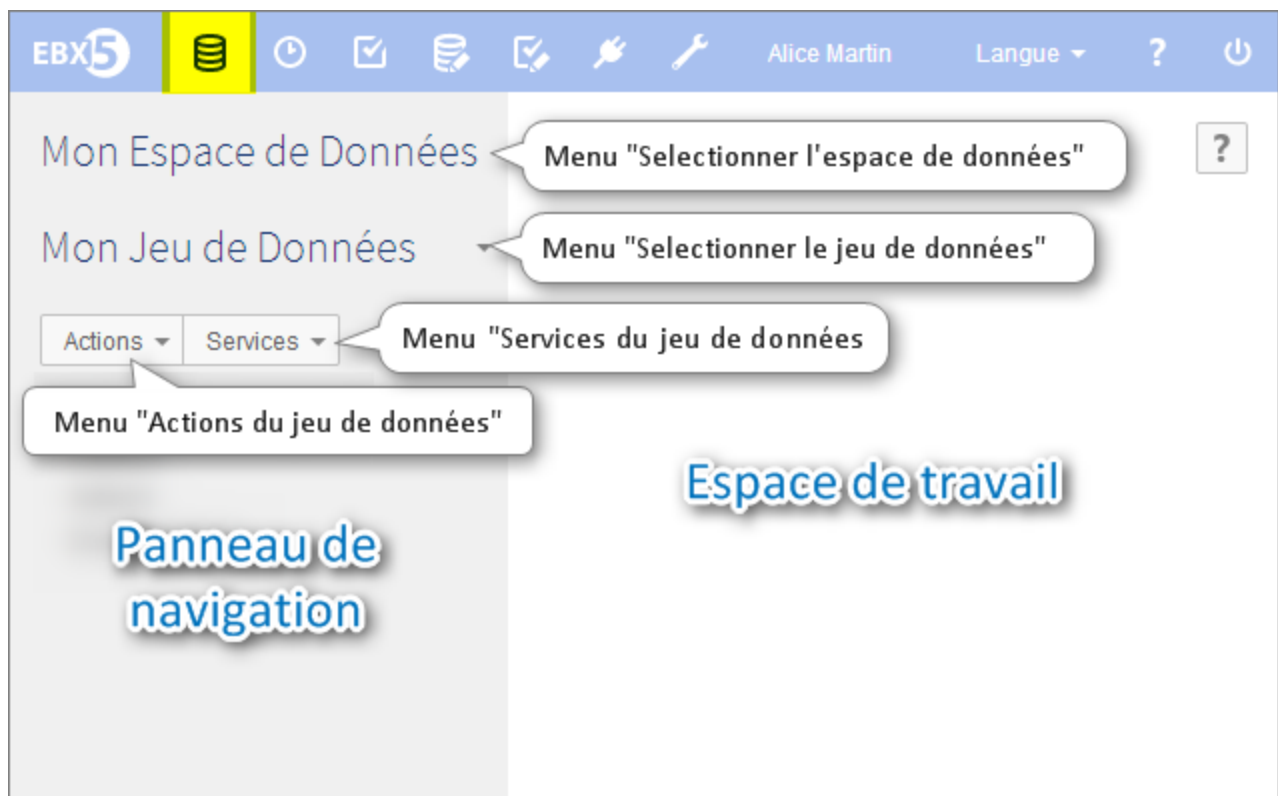 EBX5 Alice Martin Langue ?
Mon Espace de Données
Menu "Selectionner l'espace de données"
?
Mon Jeu de Données
Menu "Selectionner le jeu de données"
Actions Services
Menu "Services du jeu de données
Menu "Actions du jeu de données"
Espace de travail
Panneau de
navigation